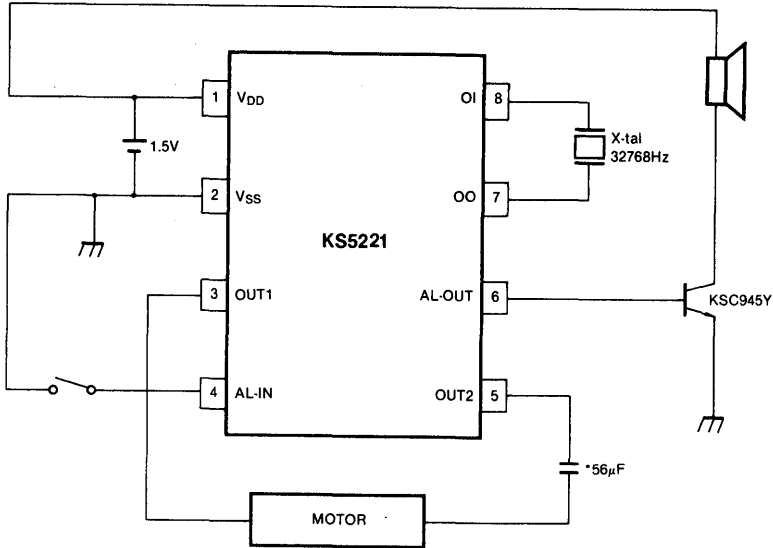 1 VDD
OI 8
1.5V
X-tal
32768Hz
2 VSS
OO 7
KS5221
3 OUT1
AL-OUT 6
KSC945Y
4 AL-IN
OUT2 5
*56μF
MOTOR